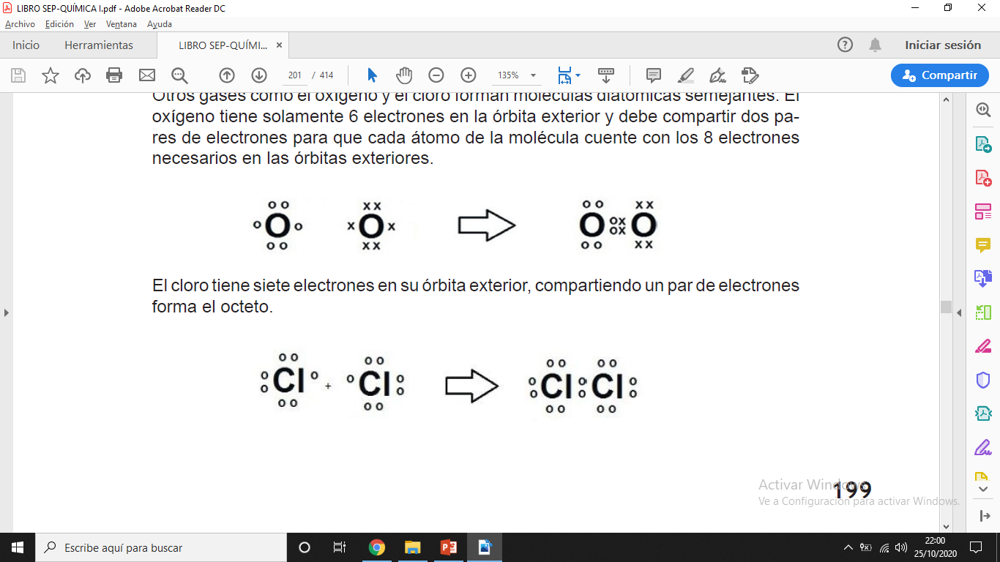 LIBRO SEP-QUÍMICA I.pdf - Adobe Acrobat Reader DC
Archivo Edición Ver Ventana Ayuda
Inicio Herramientas LIBRO SEP-QUÍMI... × Iniciar sesión
201 / 414 135% Compartir
Otros gases como el oxígeno y el cloro forman moléculas diatómicas semejantes. El
oxígeno tiene solamente 6 electrones en la órbita exterior y debe compartir dos pa-
res de electrones para que cada átomo de la molécula cuente con los 8 electrones
necesarios en las órbitas exteriores.
O O O O
El cloro tiene siete electrones en su órbita exterior, compartiendo un par de electrones
forma el octeto.
Cl + Cl Cl Cl
Activar Windows
199
Ve a Configuración para activar Windows.
Escribe aquí para buscar
22:00
25/10/2020